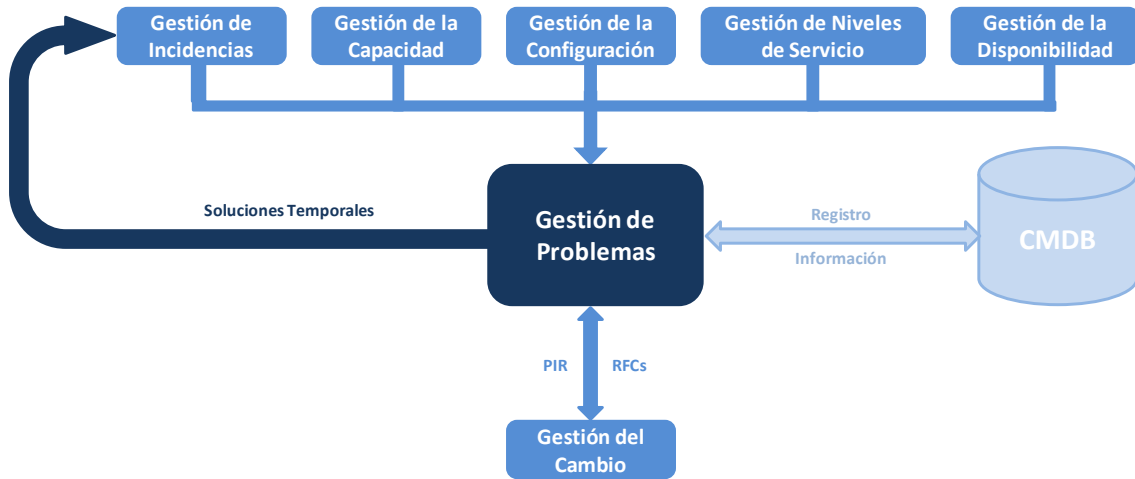 Gestión de
Incidencias
Gestión de la
Capacidad
Gestión de la
Configuración
Gestión de Niveles
de Servicio
Gestión de la
Disponibilidad
Soluciones Temporales
Gestión de
Problemas
Registro
Información
CMDB
PIR
RFCs
Gestión del
Cambio